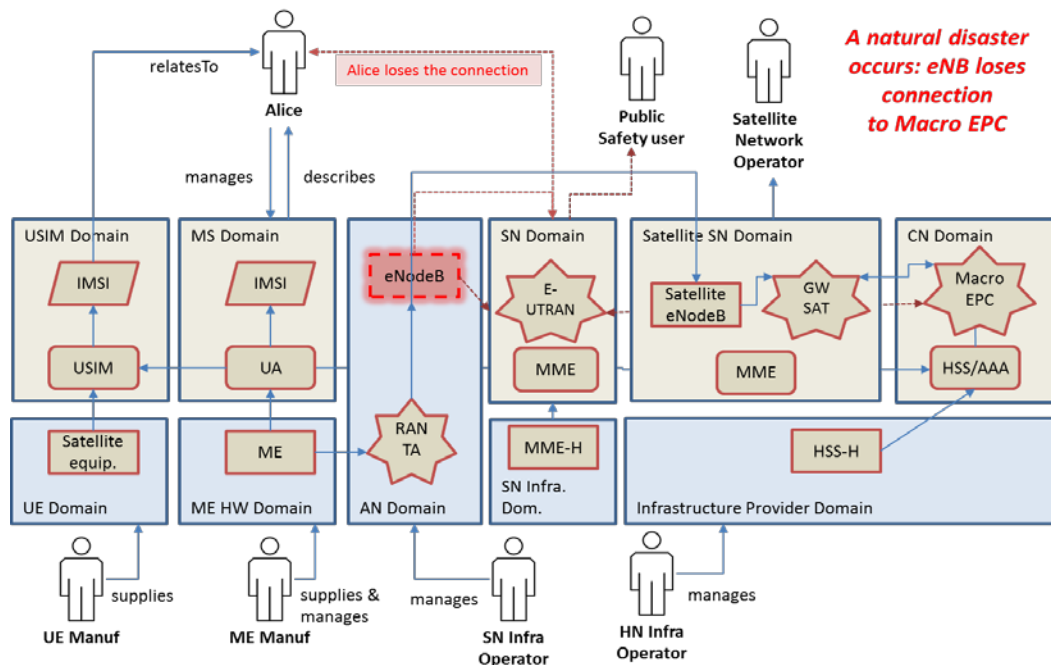 A natural disaster
occurs: eNB loses
connection
to Macro EPC
relatesTo
Alice loses the connection
Alice
Public
Safety user
Satellite
Network
Operator
manages
describes
USIM Domain
MS Domain
SN Domain
Satellite SN Domain
CN Domain
IMSI
IMSI
eNodeB
E-
UTRAN
Satellite
eNodeB
GW
SAT
Macro
EPC
USIM
UA
MME
MME
HSS/AAA
Satellite
equip.
ME
RAN
TA
MME-H
HSS-H
UE Domain
ME HW Domain
AN Domain
SN Infra.
Dom.
Infrastructure Provider Domain
supplies
supplies &
manages
manages
manages
UE Manuf
ME Manuf
SN Infra
Operator
HN Infra
Operator